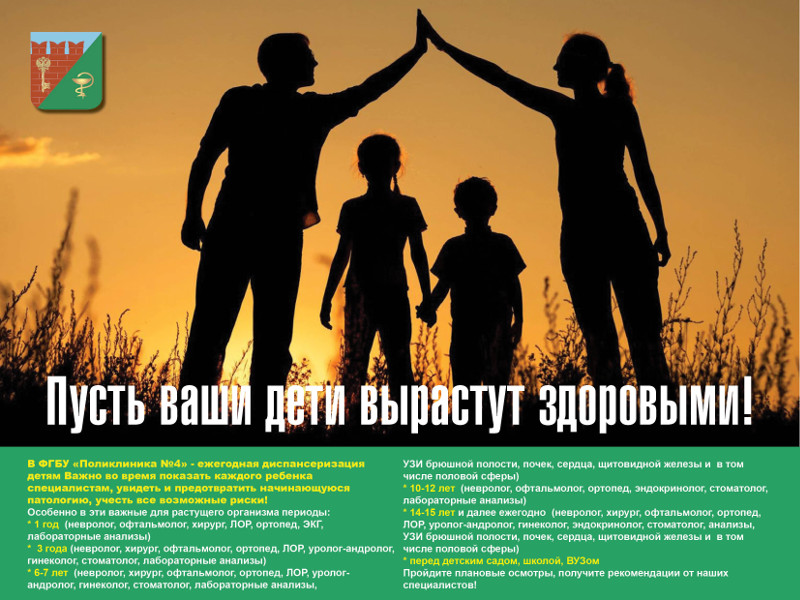 Пусть ваши дети вырастут здоровыми!
В ФГБУ «Поликлиника №4» - ежегодная диспансеризация
детям Важно во время показать каждого ребенка
специалистам, увидеть и предотвратить начинающуюся
патологию, учесть все возможные риски!
Особенно в эти важные для растущего организма периоды:
* 1 год (невролог, офтальмолог, хирург, ЛОР, ортопед, ЭКГ,
лабораторные анализы)
* 3 года (невролог, хирург, офтальмолог, ортопед, ЛОР, уролог-андролог,
гинеколог, стоматолог, лабораторные анализы)
* 6-7 лет (невролог, хирург, офтальмолог, ортопед, ЛОР, уролог-
андролог, гинеколог, стоматолог, лабораторные анализы,
УЗИ брюшной полости, почек, сердца, щитовидной железы и в том
числе половой сферы)
* 10-12 лет (невролог, офтальмолог, ортопед, эндокринолог, стоматолог,
лабораторные анализы)
* 14-15 лет и далее ежегодно (невролог, хирург, офтальмолог, ортопед,
ЛОР, уролог-андролог, гинеколог, эндокринолог, стоматолог, анализы,
УЗИ брюшной полости, почек, сердца, щитовидной железы и в том
числе половой сферы)
* перед детским садом, школой, ВУЗом
Пройдите плановые осмотры, получите рекомендации от наших
специалистов!